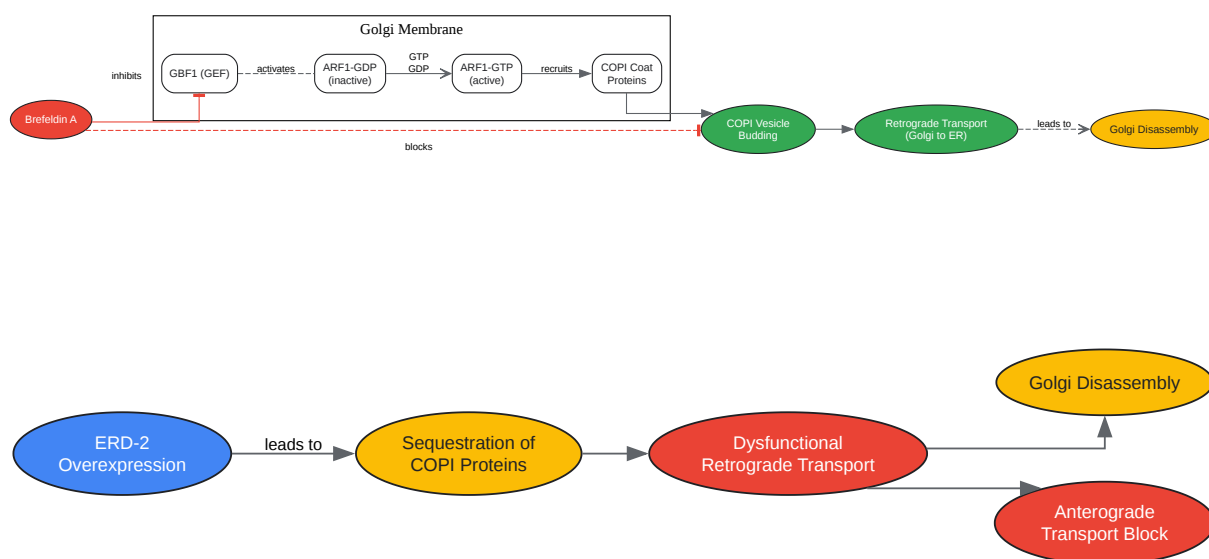 Golgi Membrane
inhibits
GBF1 (GEF)
activates
ARF1-GDP
(inactive)
GTP
GDP
ARF1-GTP
(active)
recruits
COPI Coat
Proteins
Brefeldin A
blocks
COPI Vesicle
Budding
Retrograde Transport
(Golgi to ER)
leads to
Golgi Disassembly
ERD-2
Overexpression
leads to
Sequestration of
COPI Proteins
Dysfunctional
Retrograde Transport
Golgi Disassembly
Anterograde
Transport Block